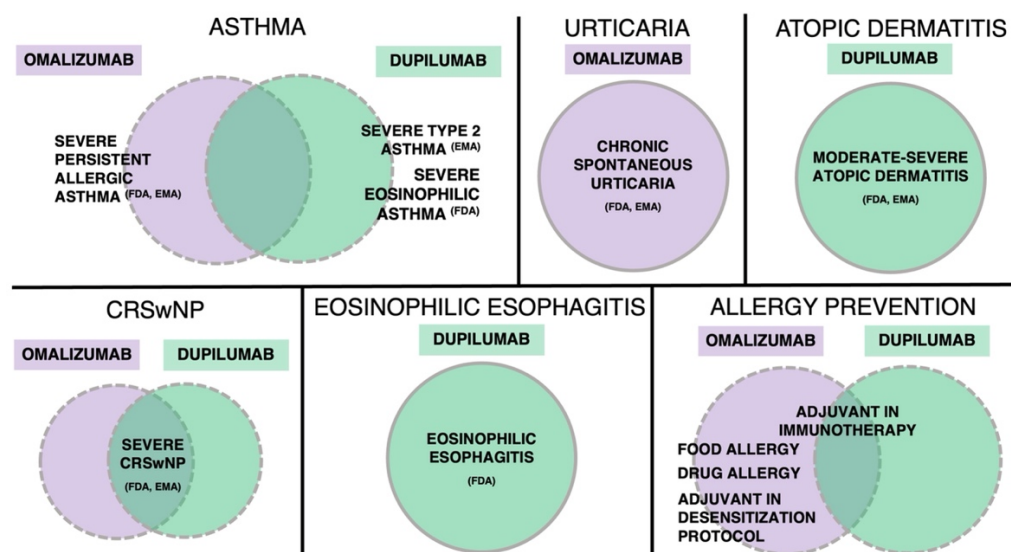 ASTHMA
OMALIZUMAB
DUPILUMAB
SEVERE
PERSISTENT
ALLERGIC
ASTHMA (FDA, EMA)
SEVERE TYPE 2
ASTHMA (EMA)
SEVERE
EOSINOPHILIC
ASTHMA (FDA)
URTICARIA
OMALIZUMAB
CHRONIC
SPONTANEOUS
URTICARIA
(FDA, EMA)
ATOPIC DERMATITIS
DUPILUMAB
MODERATE-SEVERE
ATOPIC DERMATITIS
(FDA, EMA)
CRSwNP
OMALIZUMAB
DUPILUMAB
SEVERE
CRSwNP
(FDA, EMA)
EOSINOPHILIC ESOPHAGITIS
DUPILUMAB
EOSINOPHILIC
ESOPHAGITIS
(FDA)
ALLERGY PREVENTION
OMALIZUMAB
DUPILUMAB
ADJUVANT IN
IMMUNOTHERAPY
FOOD ALLERGY
DRUG ALLERGY
ADJUVANT IN
DESENSITIZATION
PROTOCOL